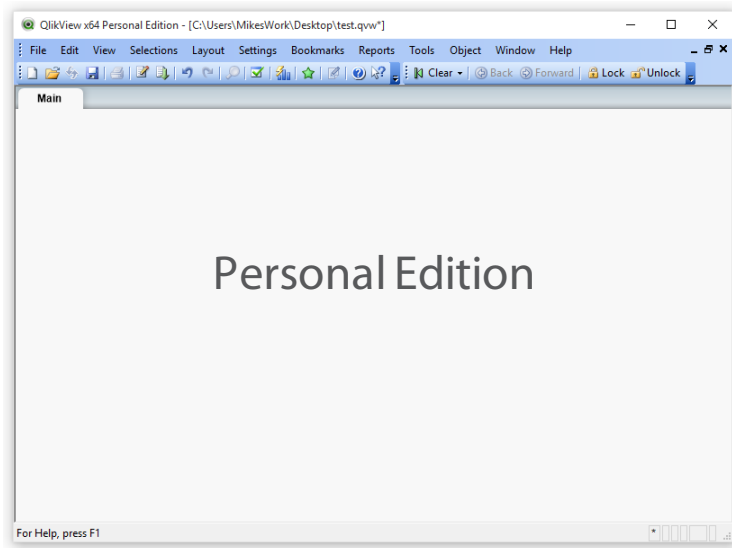 QlikView x64 Personal Edition - [C:\Users\MikesWork\Desktop\test.qvw*]
File Edit View Selections Layout Settings Bookmarks Reports Tools Object Window Help
Clear Back Forward Lock Unlock
Main
Personal Edition
For Help, press F1 *